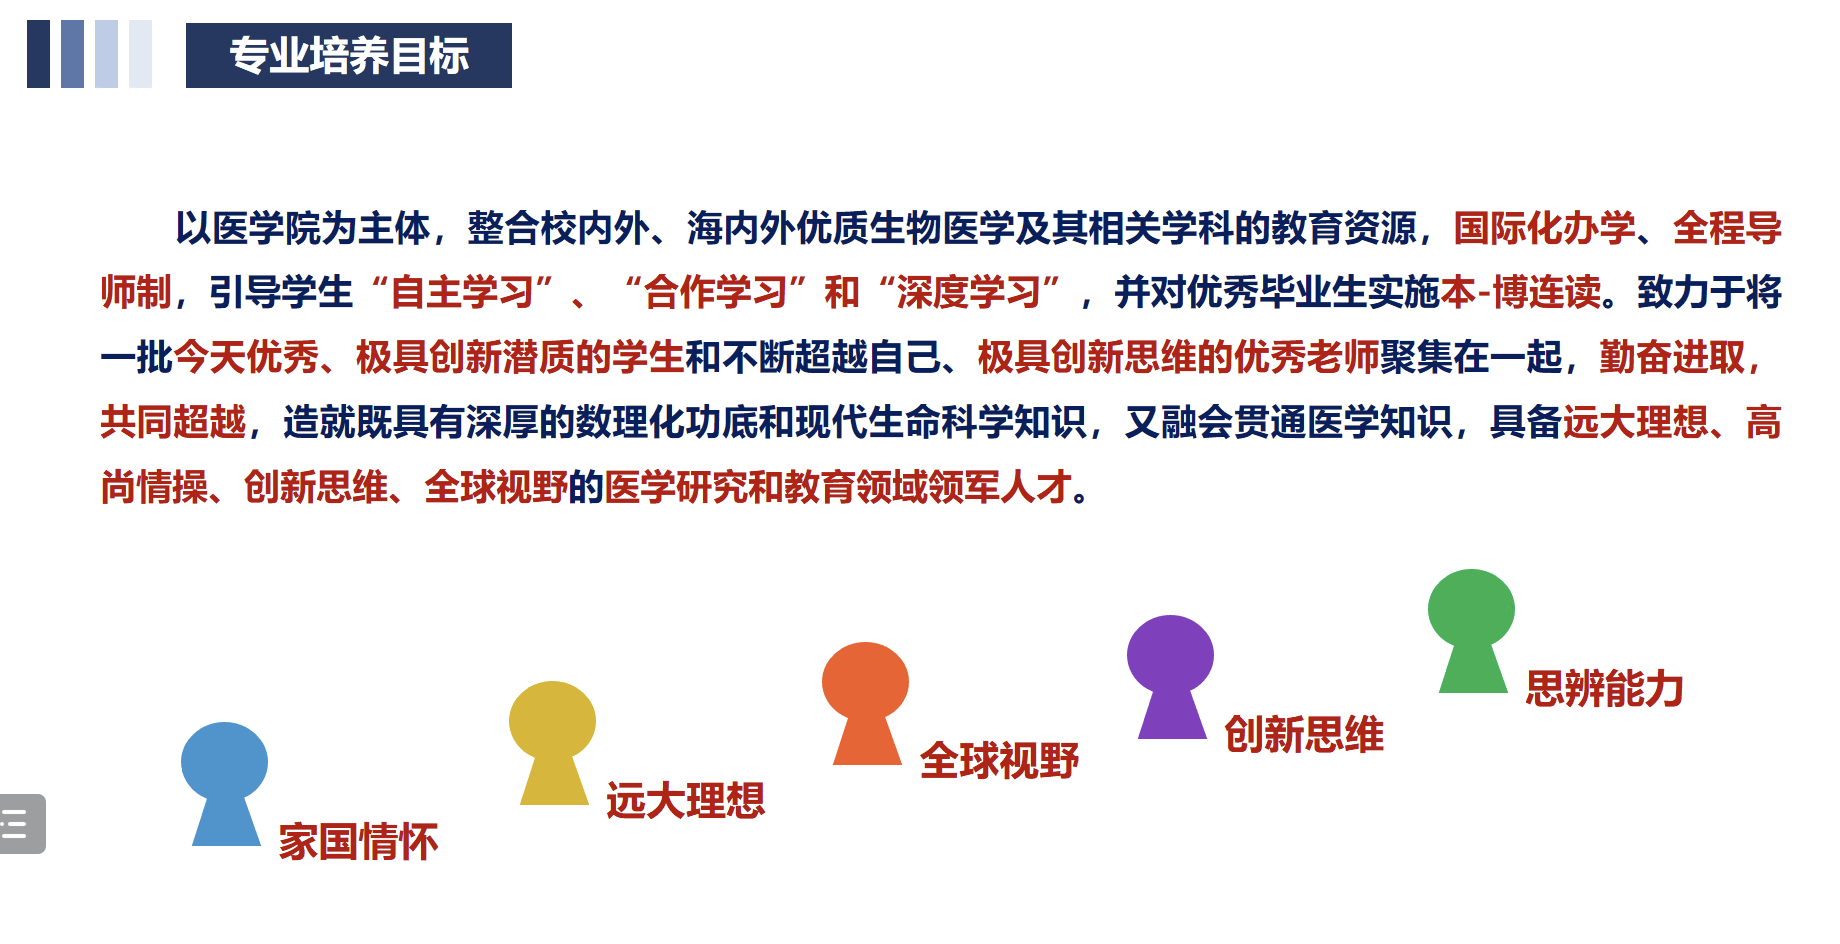 专业培养目标
以医学院为主体，整合校内外、海内外优质生物医学及其相关学科的教育资源，国际化办学、全程导
师制，引导学生“自主学习”、“合作学习”和“深度学习”，并对优秀毕业生实施本-博连读。致力于将
一批今天优秀、极具创新潜质的学生和不断超越自己、极具创新思维的优秀老师聚集在一起，勤奋进取，
共同超越，造就既具有深厚的数理化功底和现代生命科学知识，又融会贯通医学知识，具备远大理想、高
尚情操、创新思维、全球视野的医学研究和教育领域领军人才。
思辨能力
创新思维
全球视野
远大理想
家国情怀